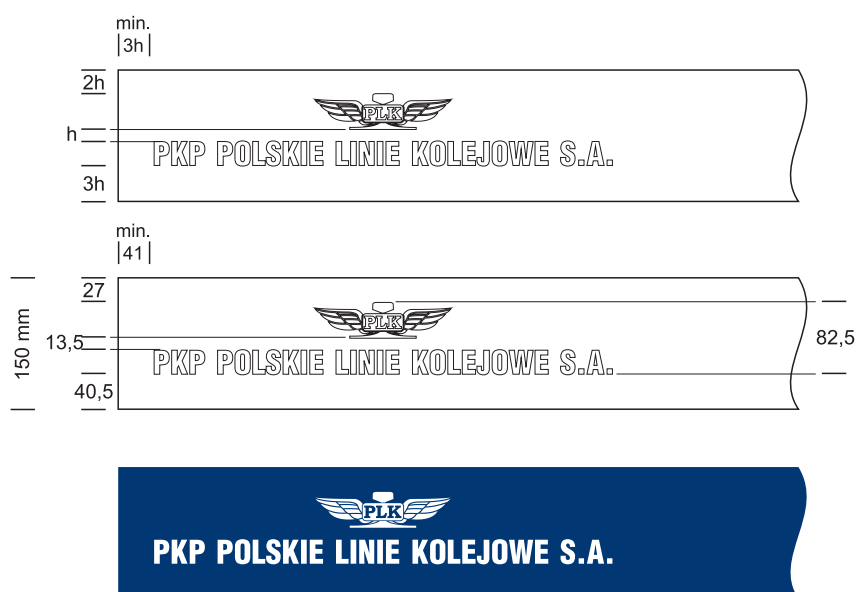 min.
3h
2h
PLK
h
PKP POLSKIE LINIE KOLEJOWE S.A.
3h
min.
41
27
PLK
150 mm
13,5
82,5
PKP POLSKIE LINIE KOLEJOWE S.A.
40,5
PLK
PKP POLSKIE LINIE KOLEJOWE S.A.